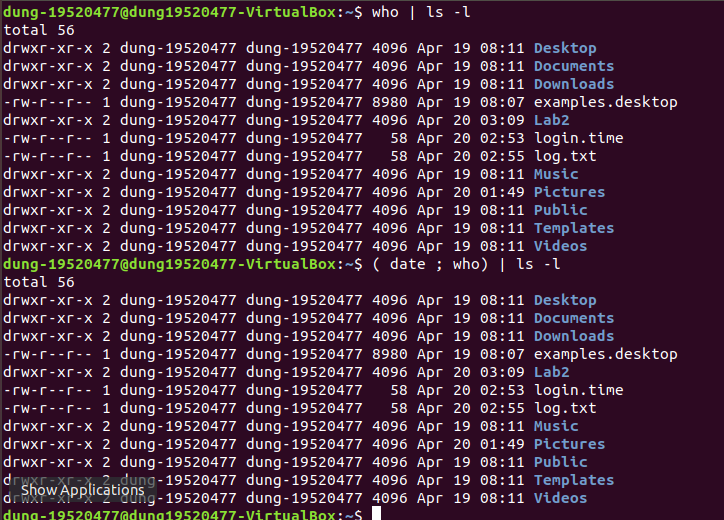 dung-19520477@dung19520477-VirtualBox:~$ who | ls -l
total 56
drwxr-xr-x 2 dung-19520477 dung-19520477 4096 Apr 19 08:11 Desktop
drwxr-xr-x 2 dung-19520477 dung-19520477 4096 Apr 19 08:11 Documents
drwxr-xr-x 2 dung-19520477 dung-19520477 4096 Apr 19 08:11 Downloads
-rw-r--r-- 1 dung-19520477 dung-19520477 8980 Apr 19 08:07 examples.desktop
drwxr-xr-x 2 dung-19520477 dung-19520477 4096 Apr 20 03:09 Lab2
-rw-r--r-- 1 dung-19520477 dung-19520477   58 Apr 20 02:53 login.time
-rw-r--r-- 1 dung-19520477 dung-19520477   58 Apr 20 02:55 log.txt
drwxr-xr-x 2 dung-19520477 dung-19520477 4096 Apr 19 08:11 Music
drwxr-xr-x 2 dung-19520477 dung-19520477 4096 Apr 20 01:49 Pictures
drwxr-xr-x 2 dung-19520477 dung-19520477 4096 Apr 19 08:11 Public
drwxr-xr-x 2 dung-19520477 dung-19520477 4096 Apr 19 08:11 Templates
drwxr-xr-x 2 dung-19520477 dung-19520477 4096 Apr 19 08:11 Videos
dung-19520477@dung19520477-VirtualBox:~$ ( date ; who) | ls -l
total 56
drwxr-xr-x 2 dung-19520477 dung-19520477 4096 Apr 19 08:11 Desktop
drwxr-xr-x 2 dung-19520477 dung-19520477 4096 Apr 19 08:11 Documents
drwxr-xr-x 2 dung-19520477 dung-19520477 4096 Apr 19 08:11 Downloads
-rw-r--r-- 1 dung-19520477 dung-19520477 8980 Apr 19 08:07 examples.desktop
drwxr-xr-x 2 dung-19520477 dung-19520477 4096 Apr 20 03:09 Lab2
-rw-r--r-- 1 dung-19520477 dung-19520477   58 Apr 20 02:53 login.time
-rw-r--r-- 1 dung-19520477 dung-19520477   58 Apr 20 02:55 log.txt
drwxr-xr-x 2 dung-19520477 dung-19520477 4096 Apr 19 08:11 Music
drwxr-xr-x 2 dung-19520477 dung-19520477 4096 Apr 20 01:49 Pictures
drwxr-xr-x 2 dung-19520477 dung-19520477 4096 Apr 19 08:11 Public
drwxr-xr-x 2 dung-19520477 dung-19520477 4096 Apr 19 08:11 Templates
Show Applications
drwxr-xr-x 2 dung-19520477 dung-19520477 4096 Apr 19 08:11 Videos
dung-19520477@dung19520477-VirtualBox:~$